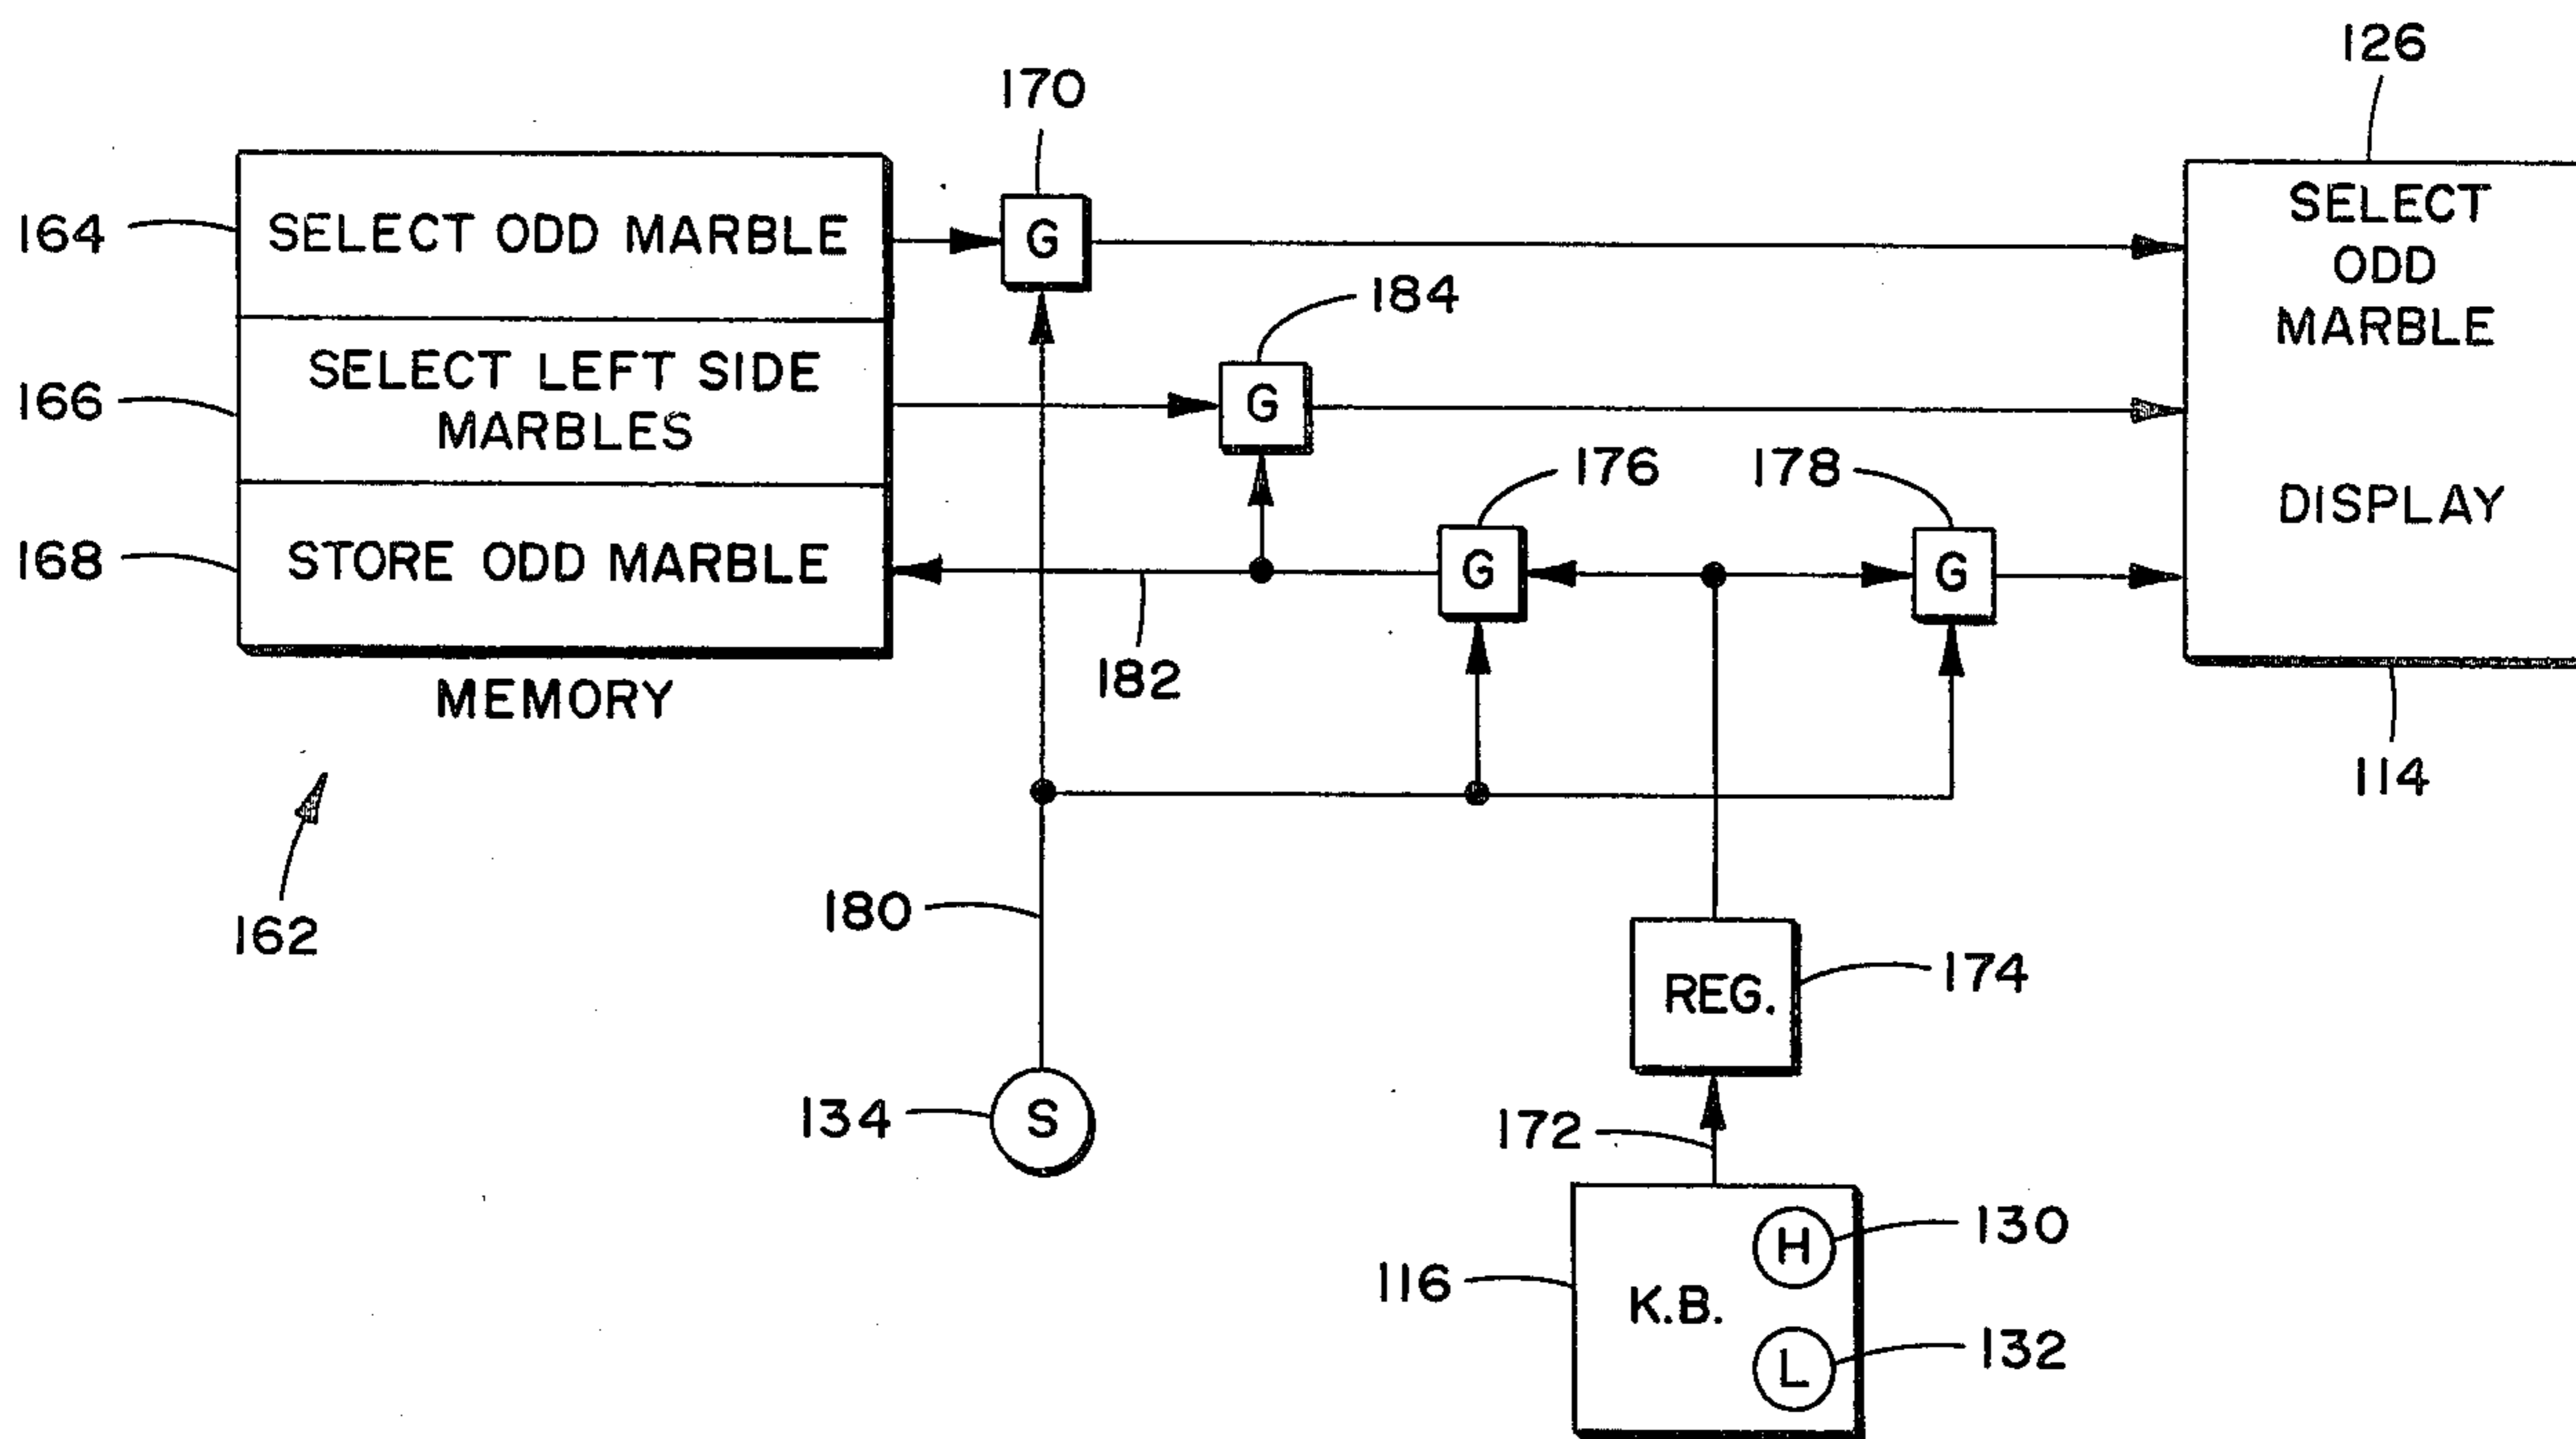 126
170
164
SELECT ODD MARBLE
G
SELECT
ODD
MARBLE
184
166
SELECT LEFT SIDE
MARBLES
G
176
178
DISPLAY
168
STORE ODD MARBLE
G
G
182
MEMORY
114
162
180
REG.
174
134
S
172
116
K.B.
H
130
L
132